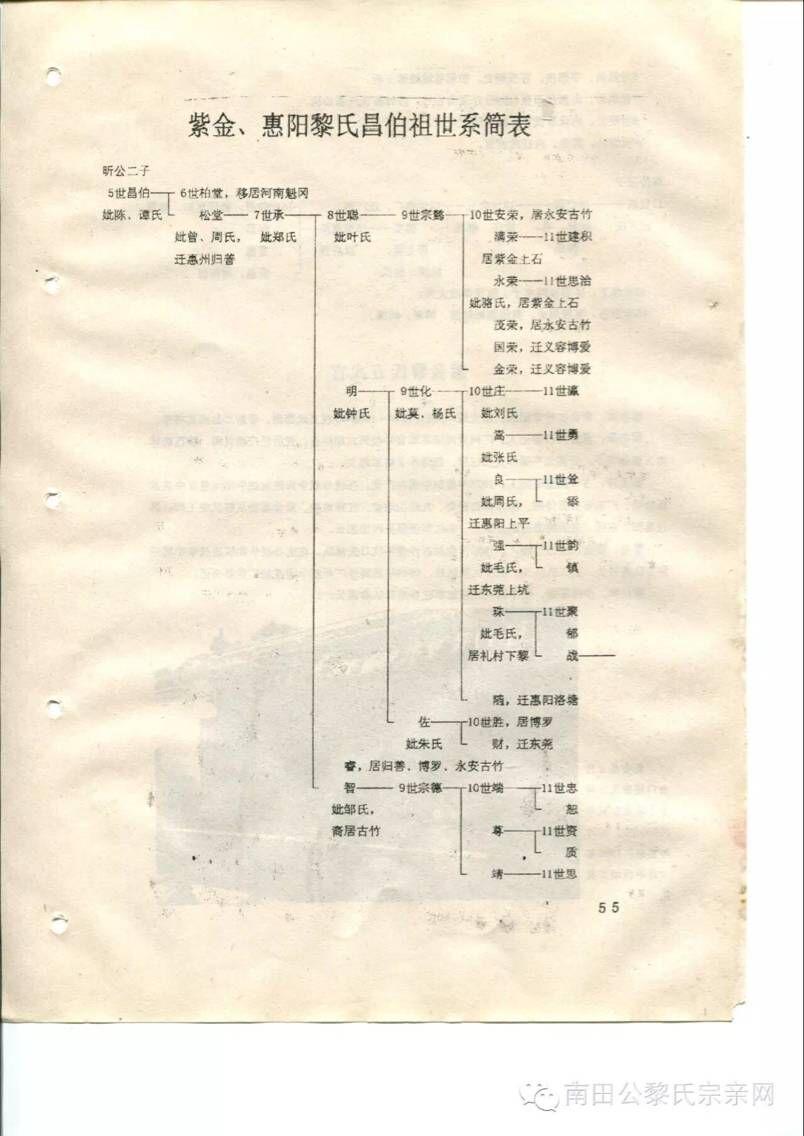 紫金、惠阳黎氏昌伯祖世系简表
昕公二子
5世昌伯 6世柏堂，移居河南魁冈
妣陈、谭氏 松堂 7世承 8世聪 9世宗鹤 10世安荣，居永安古竹
妣曾、周氏， 妣郑氏 妣叶氏 满荣 11世建积
迁惠州归善 居紫金上石
永荣 11世思治
妣骆氏，居紫金上石
茂荣，居永安古竹
国荣，迁义容博爱
金荣，迁义容博爱
明 9世化 10世庄 11世瀛
妣钟氏 妣莫、杨氏 妣刘氏
嵩 11世勇
妣张氏
良 11世耸
妣周氏， 添
迁惠阳上平
强 11世韵
妣毛氏， 镇
迁东莞上坑
珠 11世聚
妣毛氏， 郁
居礼村下黎 战
随，迁惠阳洛塘
佐 10世胜，居博罗
妣朱氏 财，迁东尧
睿，居归善、博罗、永安古竹
智 9世宗德 10世端 11世忠
妣邹氏， 恕
裔居古竹 尊 11世资
质
靖 11世思
55
南田公黎氏宗亲网